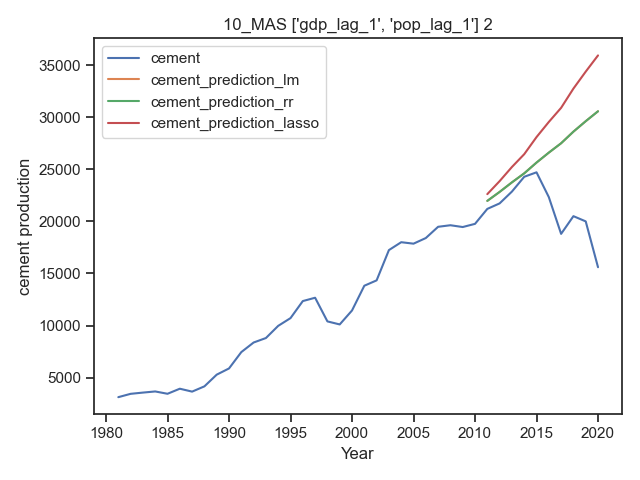 10_MAS ['gdp_lag_1', 'pop_lag_1'] 2
cement
cement_prediction_lm
cement_prediction_rr
cement_prediction_lasso
35000
30000
25000
20000
15000
10000
5000
cement production
1980 1985 1990 1995 2000 2005 2010 2015 2020
Year